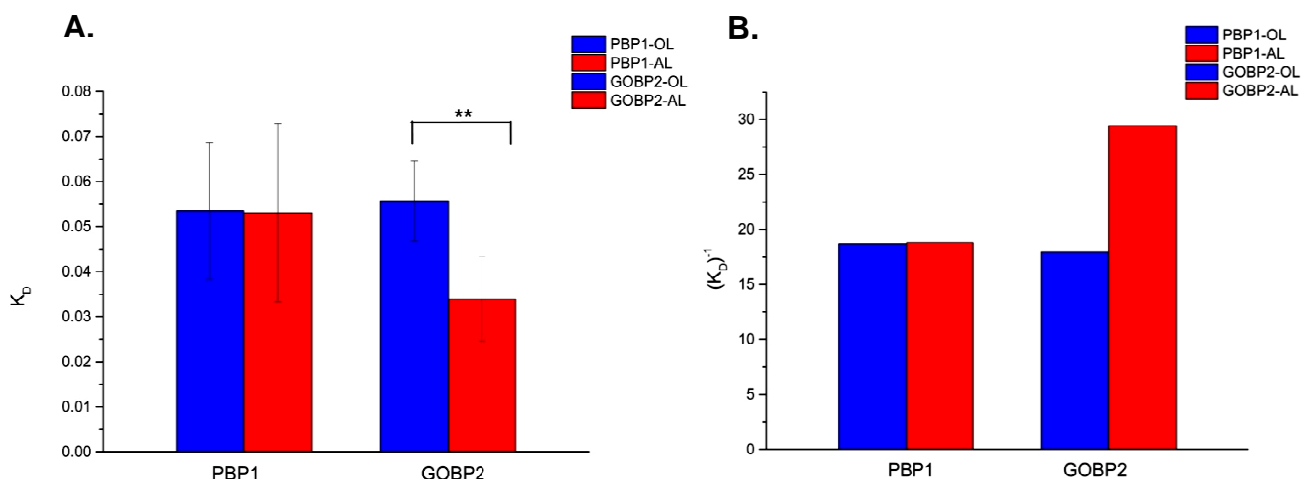 A.
PBP1-OL
PBP1-AL
GOBP2-OL
GOBP2-AL
0.08
0.07
0.06
0.05
0.04
0.03
0.02
0.01
0.00
K_D
**
PBP1
GOBP2
B.
PBP1-OL
PBP1-AL
GOBP2-OL
GOBP2-AL
30
25
20
15
10
5
0
(K_D)^-1
PBP1
GOBP2